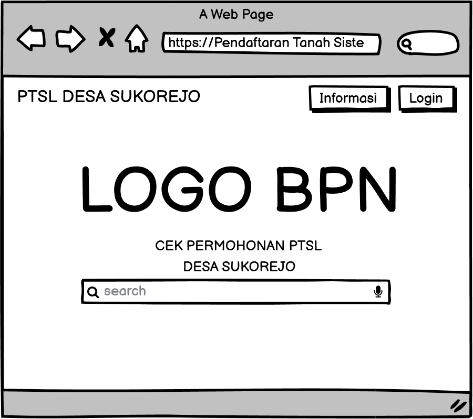 A Web Page
https://Pendaftaran Tanah Siste
PTSL DESA SUKOREJO
Informasi
Login
LOGO BPN
CEK PERMOHONAN PTSL
DESA SUKOREJO
search